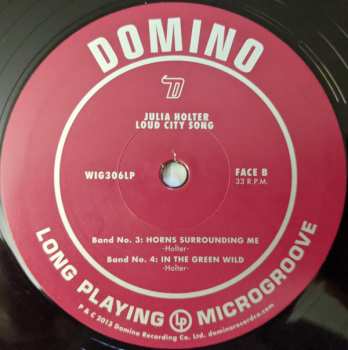 DOMINO
D
JULIA HOLTER
LOUD CITY SONG
WIG306LP
FACE B
33 R.P.M.
Band No. 3: HORNS SURROUNDING ME
-Holter-
Band No. 4: IN THE GREEN WILD
-Holter-
LONG PLAYING LP MICROGROOVE
P & C 2013 Domino Recording Co. Ltd. dominorecordco.com